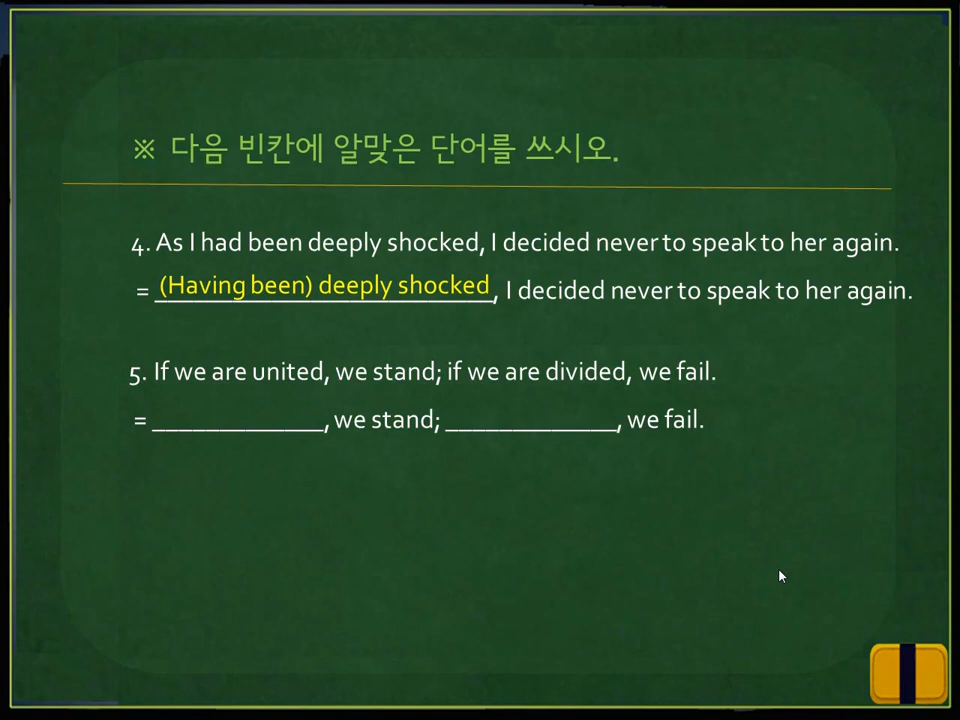 ※ 다음 빈칸에 알맞은 단어를 쓰시오.
4. As I had been deeply shocked, I decided never to speak to her again.
= (Having been) deeply shocked, I decided never to speak to her again.
5. If we are united, we stand; if we are divided, we fail.
= _____________, we stand; _____________, we fail.